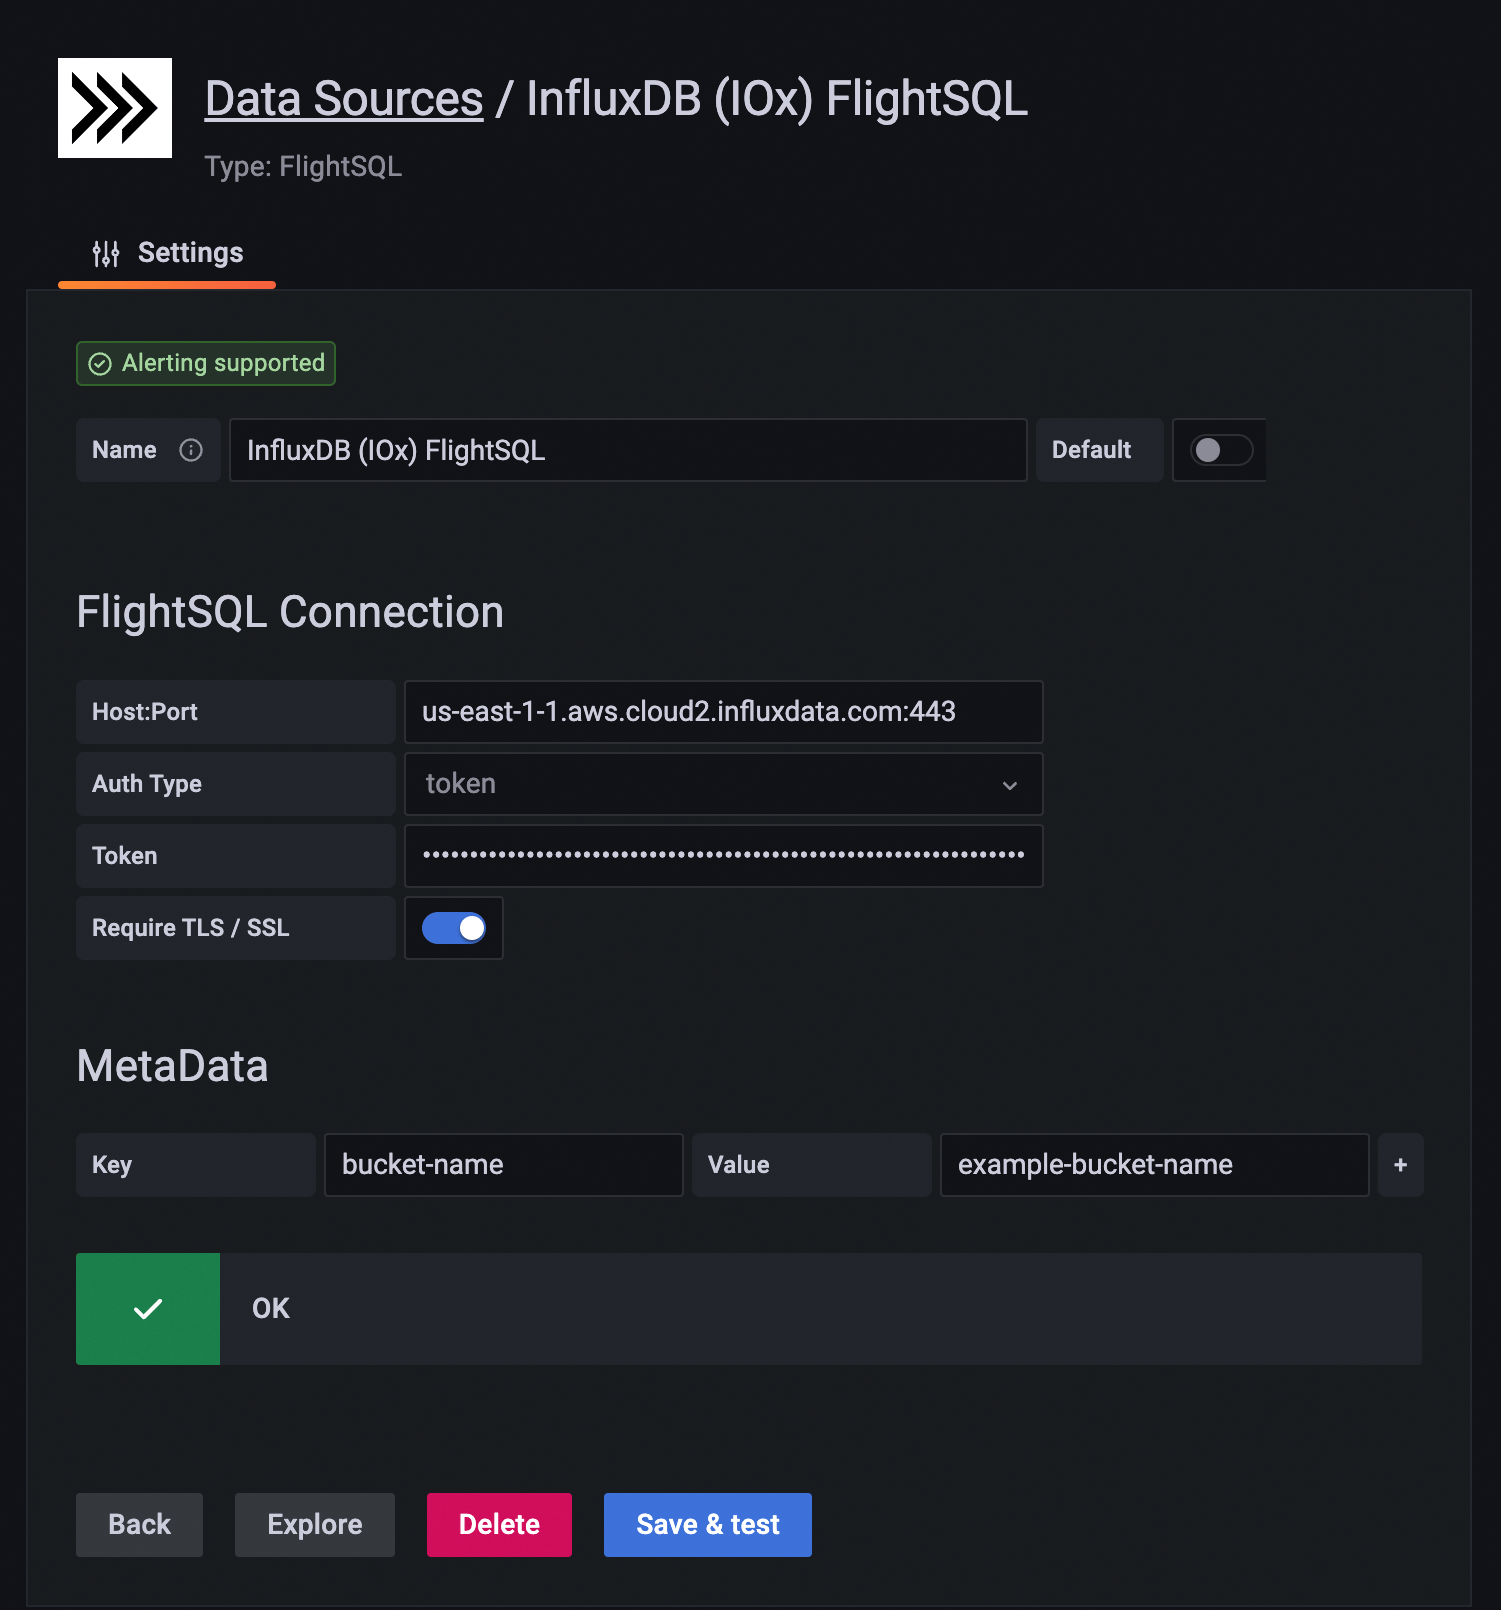 Data Sources / InfluxDB (IOx) FlightSQL
Type: FlightSQL
Settings
Alerting supported
Name InfluxDB (IOx) FlightSQL Default
FlightSQL Connection
Host:Port us-east-1-1.aws.cloud2.influxdata.com:443
Auth Type token
Token ••••••••••••••••••••••••••••••••••••••••••••••••••••••••••••••••
Require TLS / SSL
MetaData
Key bucket-name Value example-bucket-name +
OK
Back Explore Delete Save & test